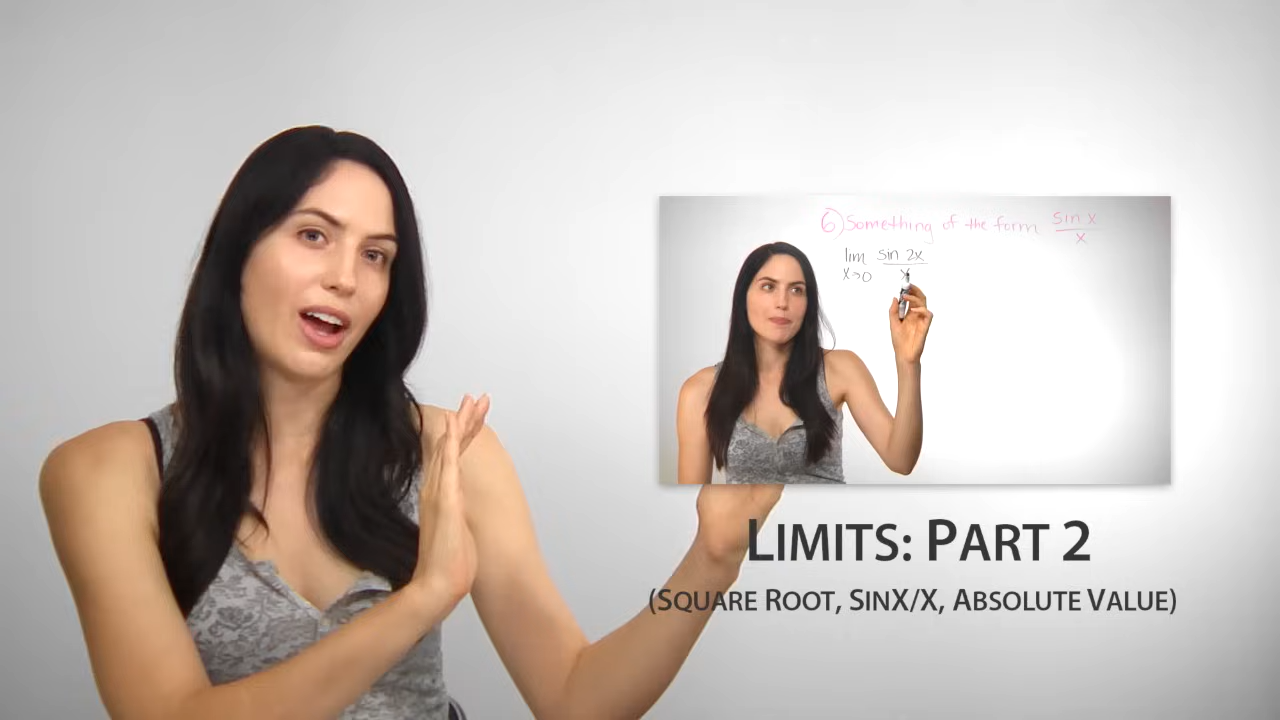 6) Something of the form sin x
x
lim sin 2x
x→0 x
LIMITS: PART 2
(SQUARE ROOT, SINX/X, ABSOLUTE VALUE)